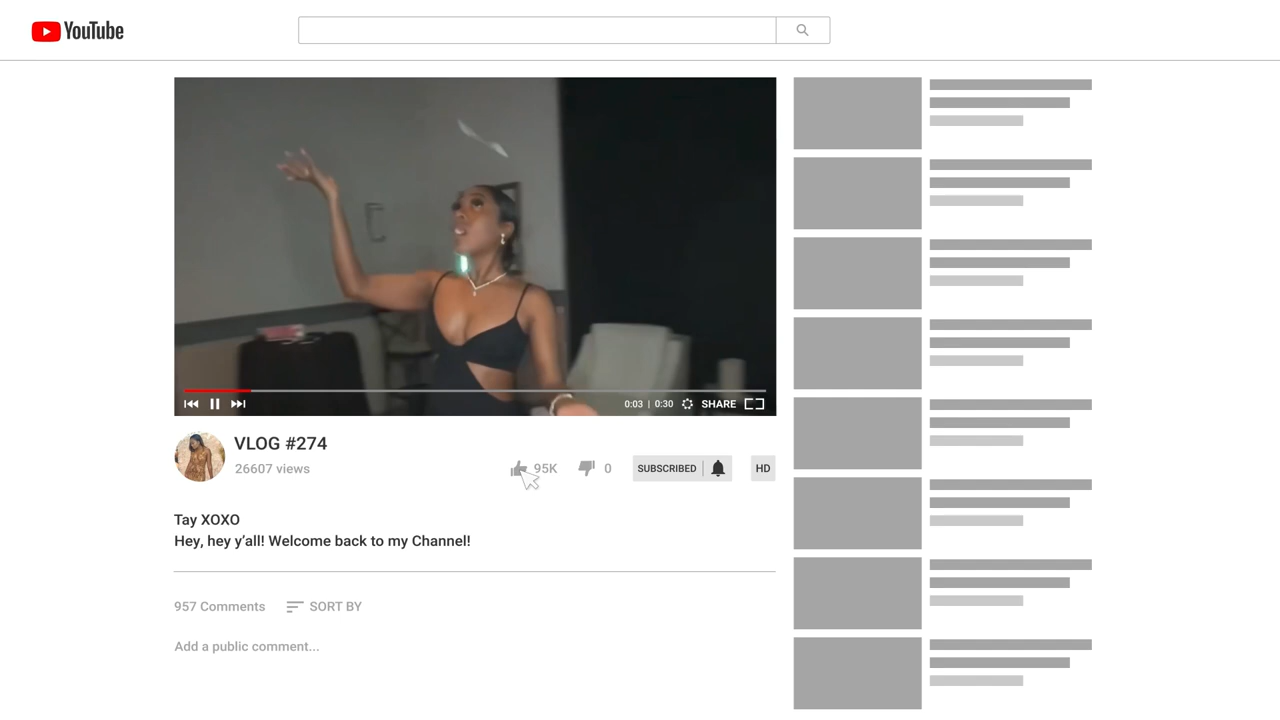 YouTube
0:03 | 0:30 SHARE
VLOG #274
26607 views
95K 0 SUBSCRIBED HD
Tay XOXO
Hey, hey y’all! Welcome back to my Channel!
957 Comments SORT BY
Add a public comment...